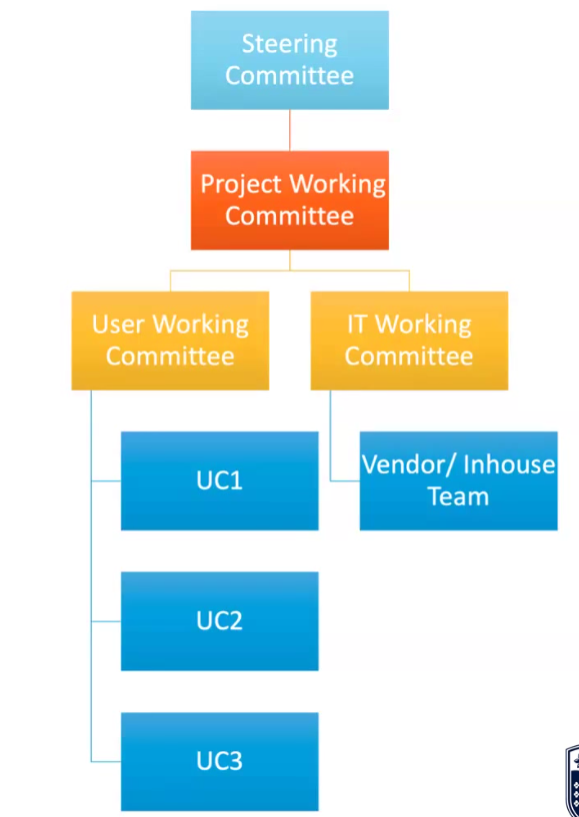 Steering
Committee
Project Working
Committee
User Working
Committee
IT Working
Committee
UC1
Vendor/ Inhouse
Team
UC2
UC3